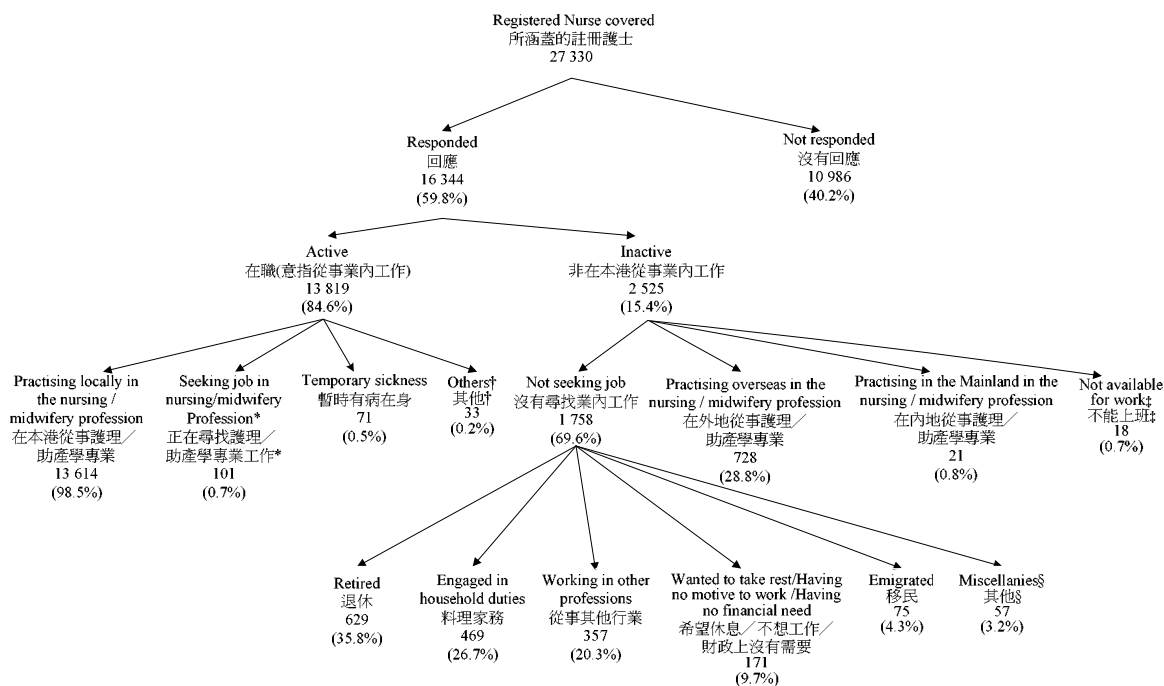 Registered Nurse covered
所涵蓋的註冊護士
27 330
Responded
回應
16 344
(59.8%)
Not responded
沒有回應
10 986
(40.2%)
Active
在職(意指從事業內工作)
13 819
(84.6%)
Inactive
非在本港從事業內工作
2 525
(15.4%)
Practising locally in
the nursing /
midwifery profession
在本港從事護理／
助產學專業
13 614
(98.5%)
Seeking job in
nursing/midwifery
Profession*
正在尋找護理／
助產學專業工作*
101
(0.7%)
Temporary sickness
暫時有病在身
71
(0.5%)
Others†
其他†
33
(0.2%)
Not seeking job
沒有尋找業內工作
1 758
(69.6%)
Practising overseas in the
nursing / midwifery profession
在外地從事護理／
助產學專業
728
(28.8%)
Practising in the Mainland in the
nursing / midwifery profession
在內地從事護理／
助產學專業
21
(0.8%)
Not available
for work‡
不能上班‡
18
(0.7%)
Retired
退休
629
(35.8%)
Engaged in
household duties
料理家務
469
(26.7%)
Working in other
professions
從事其他行業
357
(20.3%)
Wanted to take rest/Having
no motive to work /Having
no financial need
希望休息／不想工作／
財政上沒有需要
171
(9.7%)
Emigrated
移民
75
(4.3%)
Miscellanies§
其他§
57
(3.2%)